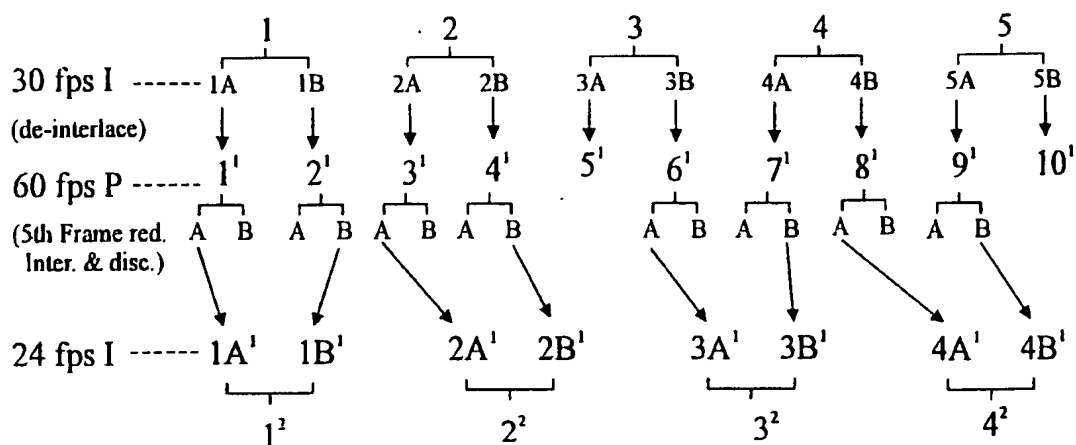 1 2 3 4 5
30 fps I ------ 1A 1B 2A 2B 3A 3B 4A 4B 5A 5B
(de-interlace)
60 fps P ------ 1¹ 2¹ 3¹ 4¹ 5¹ 6¹ 7¹ 8¹ 9¹ 10¹
(5th Frame red. A B A B A B A B A B A B A B A B
Inter. & disc.)
24 fps I ------ 1A¹ 1B¹ 2A¹ 2B¹ 3A¹ 3B¹ 4A¹ 4B¹
1² 2² 3² 4²